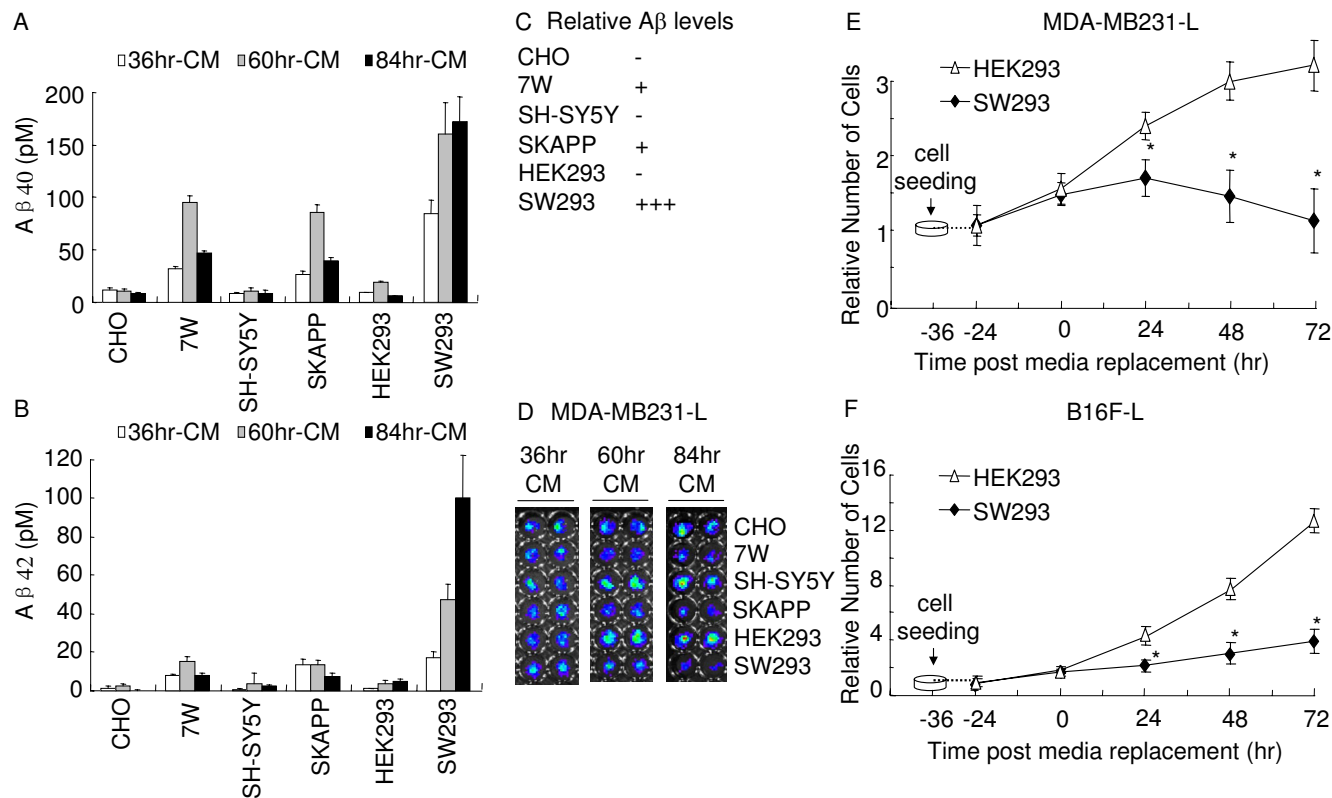 A
36hr-CM 60hr-CM 84hr-CM
A β 40 (pM)
200
150
100
50
0
CHO
7W
SH-SY5Y
SKAPP
HEK293
SW293
B
36hr-CM 60hr-CM 84hr-CM
A β 42 (pM)
120
100
80
60
40
20
0
CHO
7W
SH-SY5Y
SKAPP
HEK293
SW293
C Relative Aβ levels
CHO -
7W +
SH-SY5Y -
SKAPP +
HEK293 -
SW293 +++
D MDA-MB231-L
36hr 60hr 84hr
CM CM CM
CHO
7W
SH-SY5Y
SKAPP
HEK293
SW293
E MDA-MB231-L
HEK293
SW293
Relative Number of Cells
3
2
1
0
cell
seeding
*
*
*
-36 -24 0 24 48 72
Time post media replacement (hr)
F B16F-L
HEK293
SW293
Relative Number of Cells
16
12
8
4
0
cell
seeding
*
*
*
-36 -24 0 24 48 72
Time post media replacement (hr)